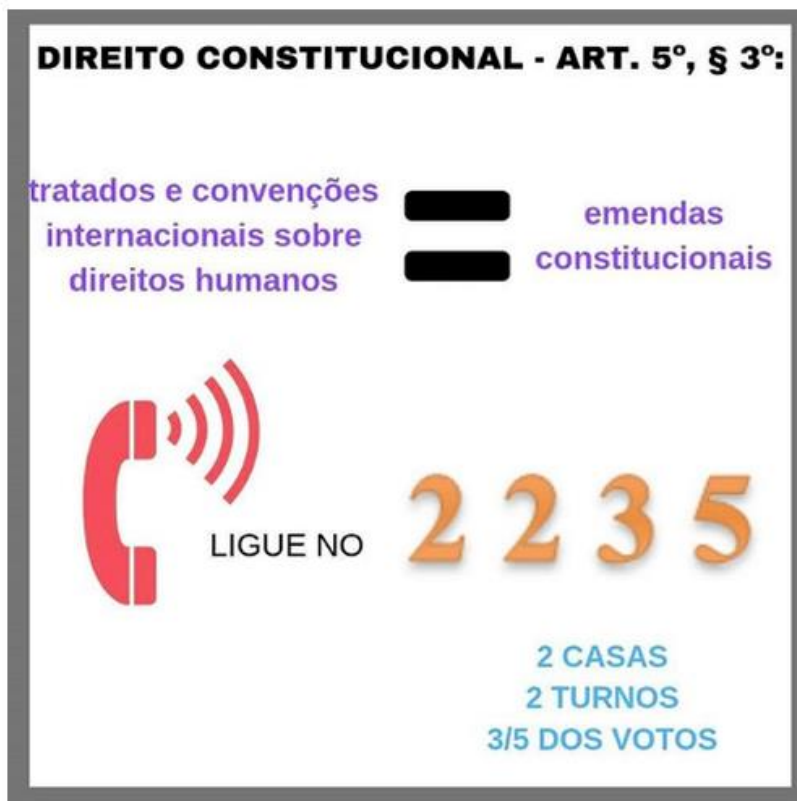 DIREITO CONSTITUCIONAL - ART. 5º, § 3º:
tratados e convenções
internacionais sobre
direitos humanos
emendas
constitucionais
LIGUE NO
2 2 3 5
2 CASAS
2 TURNOS
3/5 DOS VOTOS